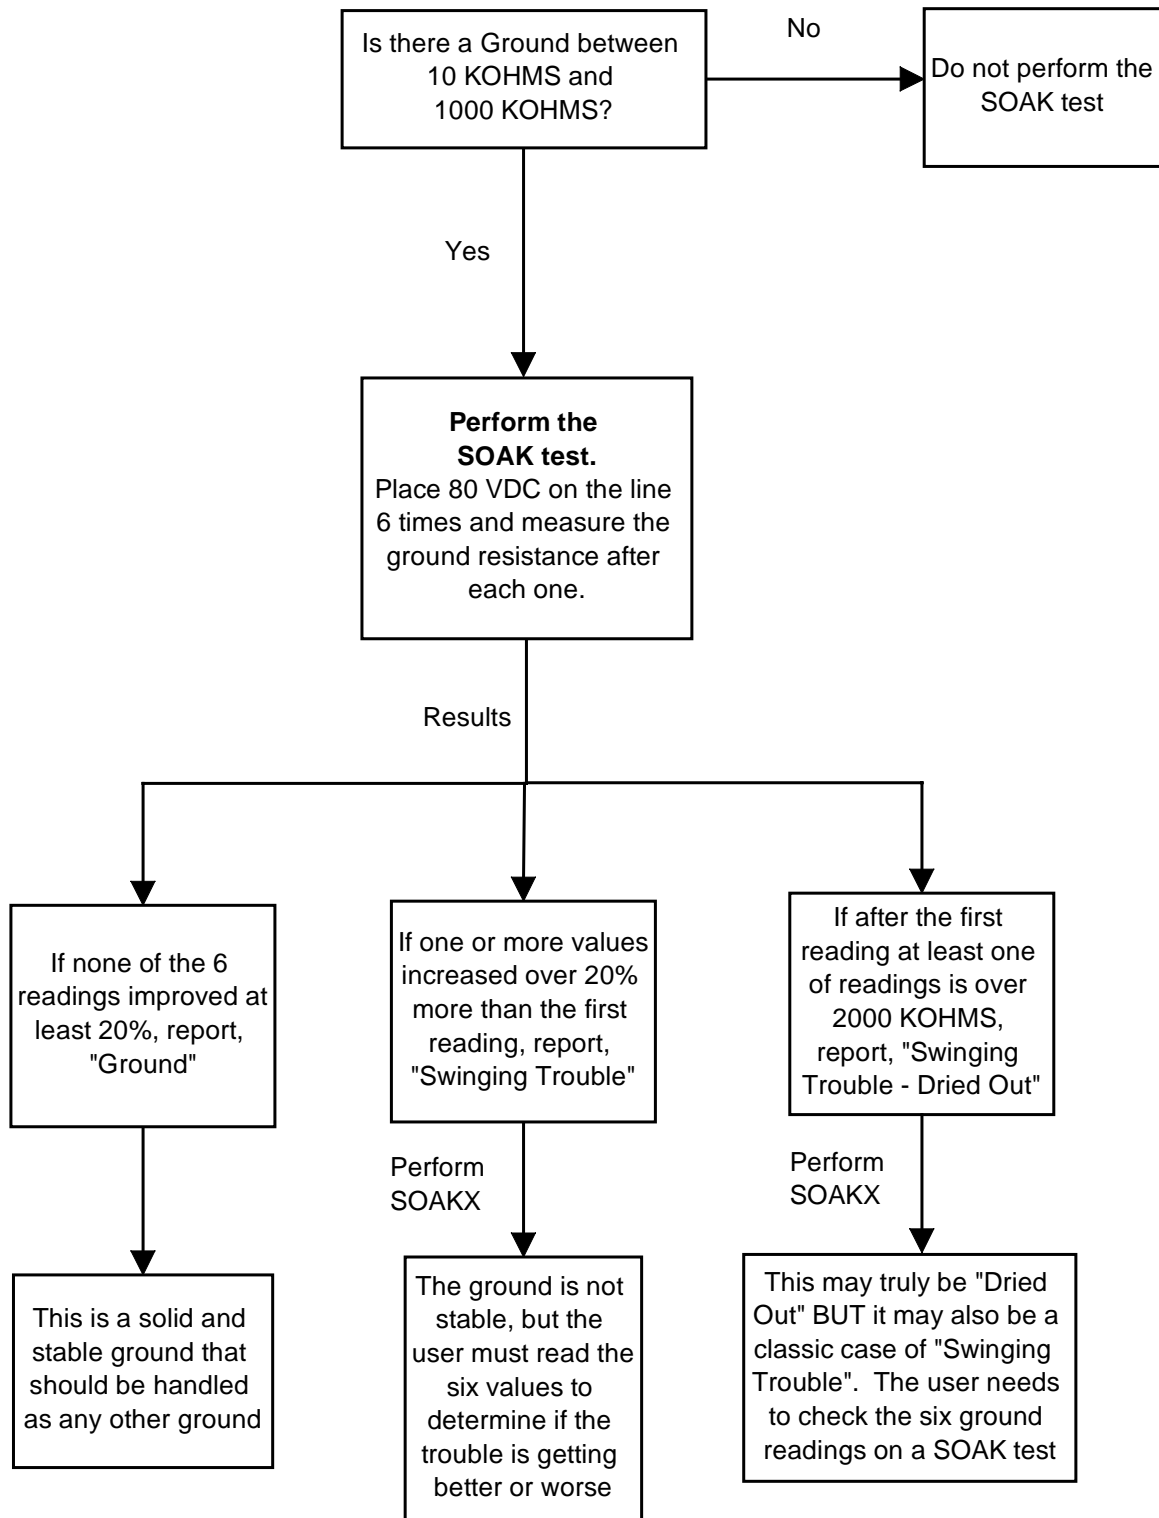 Is there a Ground between
10 KOHMS and
1000 KOHMS?
No
Do not perform the
SOAK test
Yes
Perform the
SOAK test.
Place 80 VDC on the line
6 times and measure the
ground resistance after
each one.
Results
If none of the 6
readings improved at
least 20%, report,
"Ground"
If one or more values
increased over 20%
more than the first
reading, report,
"Swinging Trouble"
If after the first
reading at least one
of readings is over
2000 KOHMS,
report, "Swinging
Trouble - Dried Out"
Perform
SOAKX
Perform
SOAKX
This is a solid and
stable ground that
should be handled
as any other ground
The ground is not
stable, but the
user must read the
six values to
determine if the
trouble is getting
better or worse
This may truly be "Dried
Out" BUT it may also be a
classic case of "Swinging
Trouble".  The user needs
to check the six ground
readings on a SOAK test